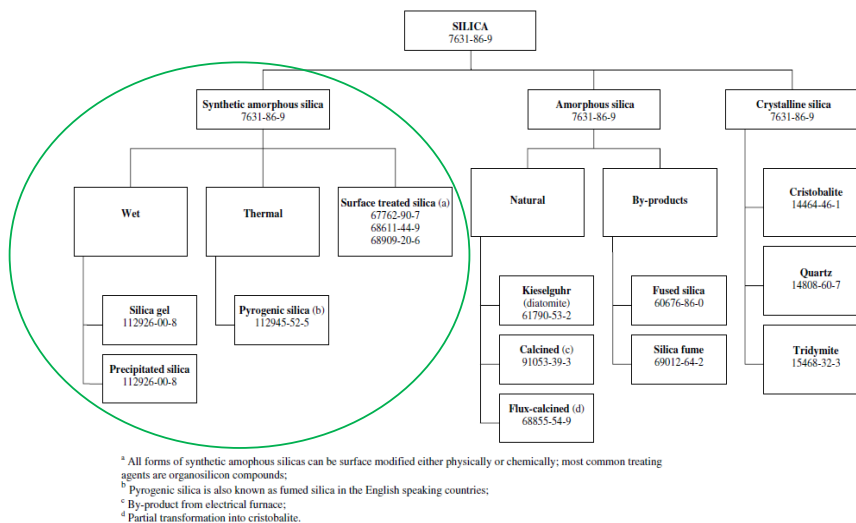 SILICA
7631-86-9
Synthetic amorphous silica
7631-86-9
Amorphous silica
7631-86-9
Crystalline silica
7631-86-9
Wet
Thermal
Surface treated silica (a)
67762-90-7
68611-44-9
68909-20-6
Natural
By-products
Cristobalite
14464-46-1
Silica gel
112926-00-8
Pyrogenic silica (b)
112945-52-5
Kieselguhr
(diatomite)
61790-53-2
Fused silica
60676-86-0
Quartz
14808-60-7
Precipitated silica
112926-00-8
Calcined (c)
91053-39-3
Silica fume
69012-64-2
Tridymite
15468-32-3
Flux-calcined (d)
68855-54-9
a All forms of synthetic amophous silicas can be surface modified either physically or chemically; most common treating
agents are organosilicon compounds;
b Pyrogenic silica is also known as fumed silica in the English speaking countries;
c By-product from electrical furnace;
d Partial transformation into cristobalite.